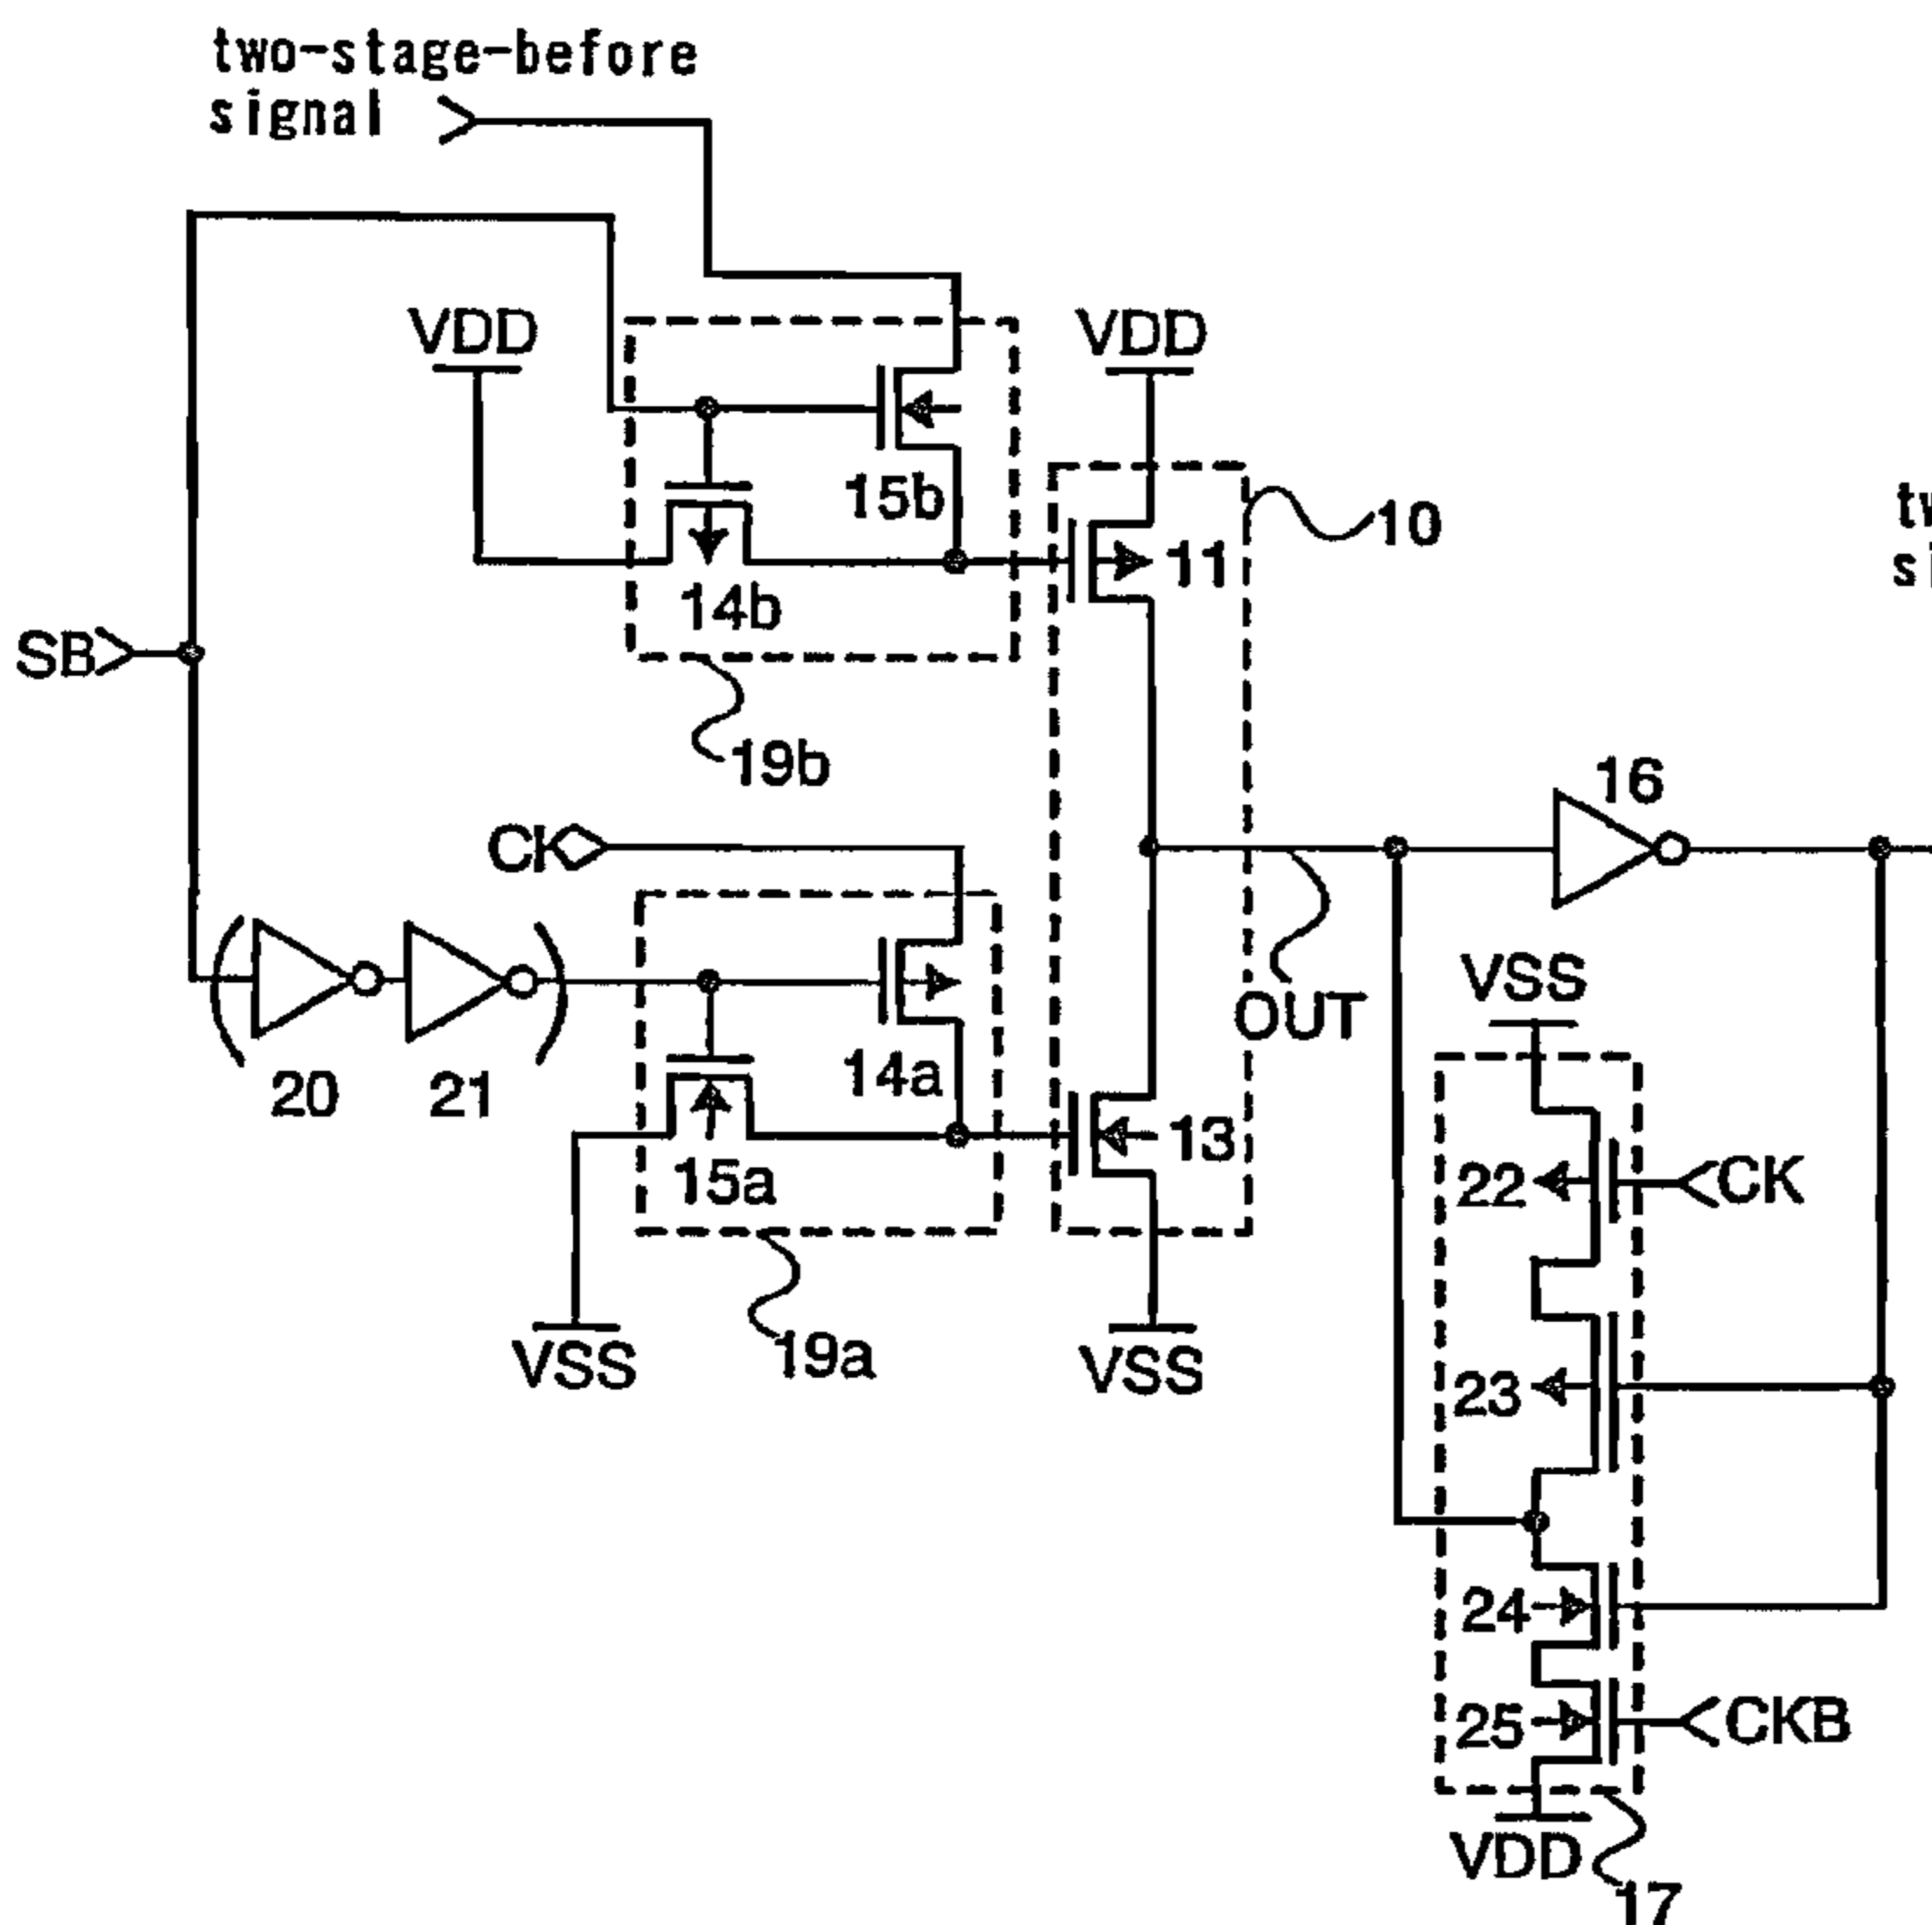 two-stage-before
signal
VDD
VDD
15b
10
11
14b
SB
19b
16
CK
VSS
OUT
14a
20
21
13
15a
22
CK
19a
VSS
VSS
23
24
25
CKB
VDD
17